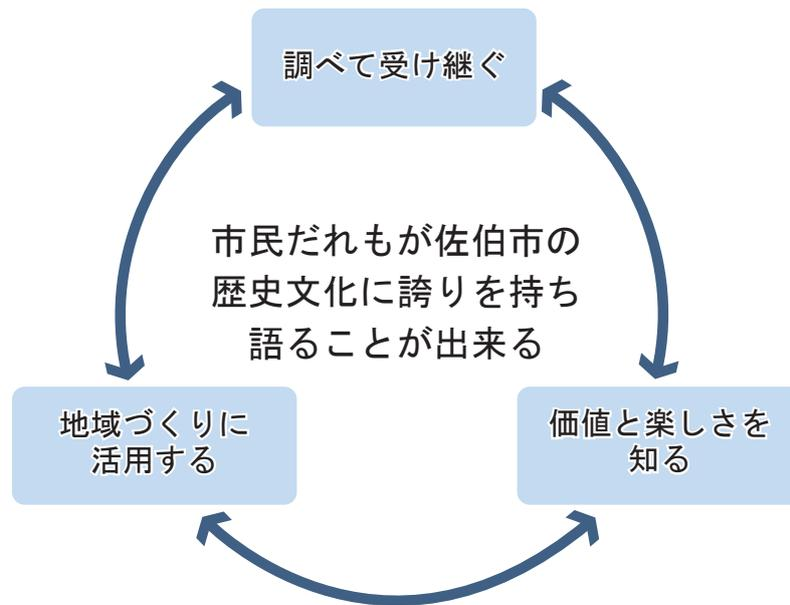 調べて受け継ぐ
市民だれもが佐伯市の
歴史文化に誇りを持ち
語ることが出来る
地域づくりに
活用する
価値と楽しさを
知る